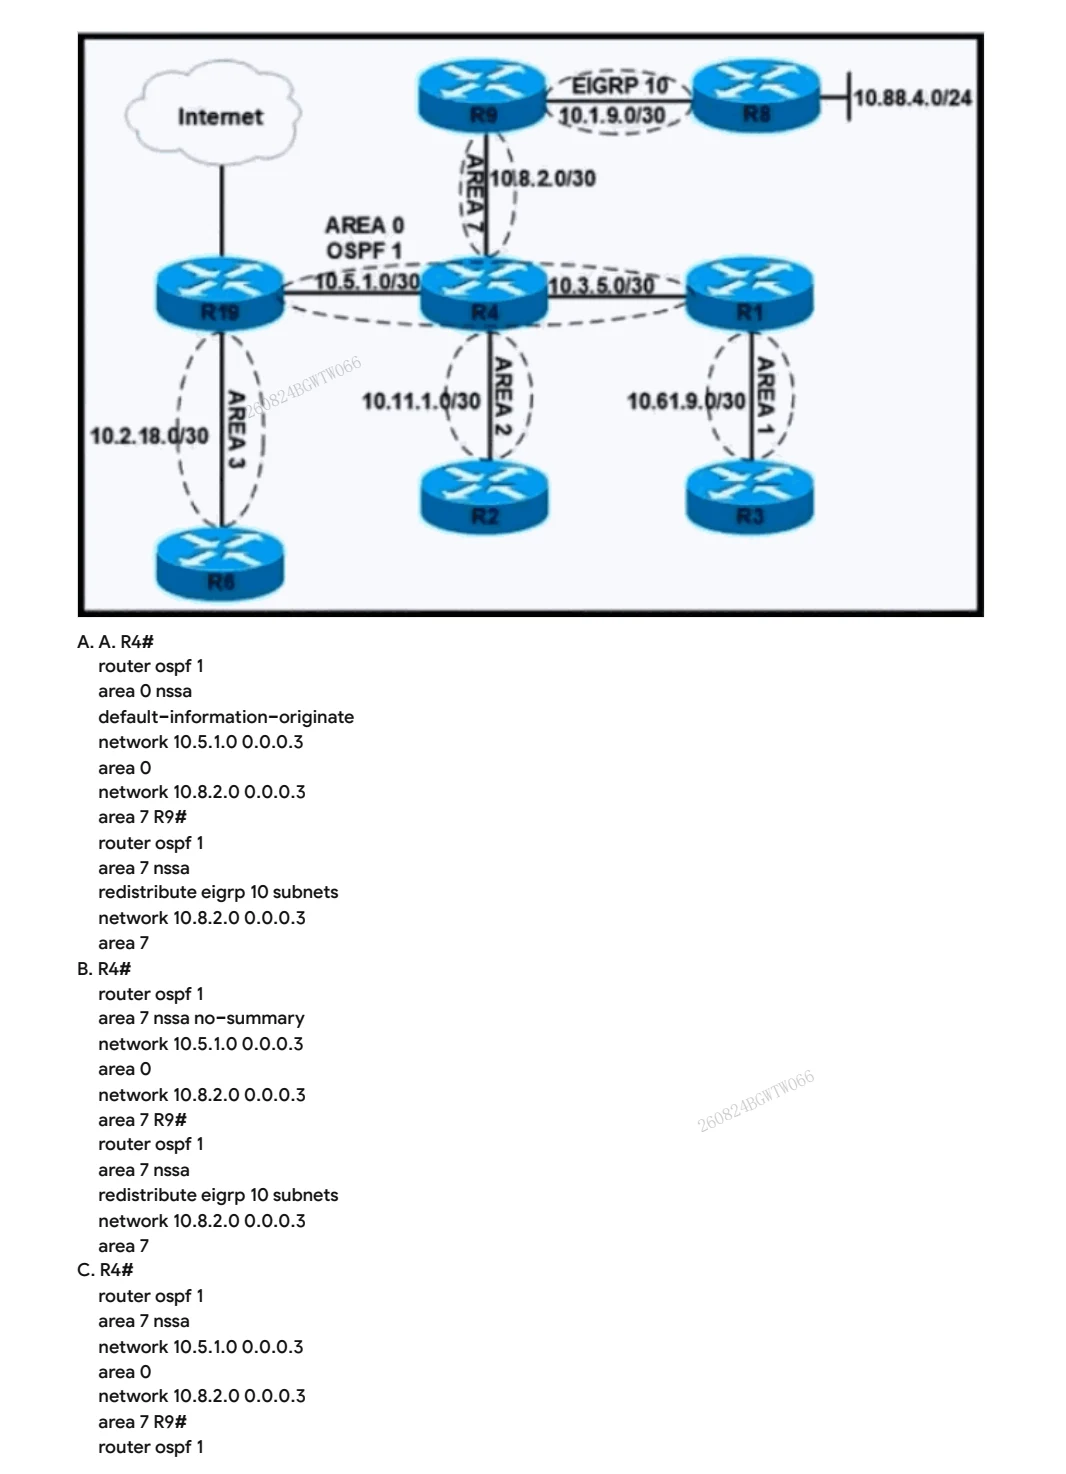 Internet
R9
EIGRP 10
10.1.9.0/30
R8
10.88.4.0/24
AREA 7
10.8.2.0/30
AREA 0
OSPF 1
10.5.1.0/30
10.3.5.0/30
R19
R4
R1
260824BGWTW066
10.2.18.0/30
AREA 3
10.11.1.0/30
AREA 2
10.61.9.0/30
AREA 1
R6
R2
R3
A. A. R4#
router ospf 1
area 0 nssa
default-information-originate
network 10.5.1.0 0.0.0.3
area 0
network 10.8.2.0 0.0.0.3
area 7 R9#
router ospf 1
area 7 nssa
redistribute eigrp 10 subnets
network 10.8.2.0 0.0.0.3
area 7
B. R4#
router ospf 1
area 7 nssa no-summary
network 10.5.1.0 0.0.0.3
area 0
network 10.8.2.0 0.0.0.3
260824BGWTW066
area 7 R9#
router ospf 1
area 7 nssa
redistribute eigrp 10 subnets
network 10.8.2.0 0.0.0.3
area 7
C. R4#
router ospf 1
area 7 nssa
network 10.5.1.0 0.0.0.3
area 0
network 10.8.2.0 0.0.0.3
area 7 R9#
router ospf 1